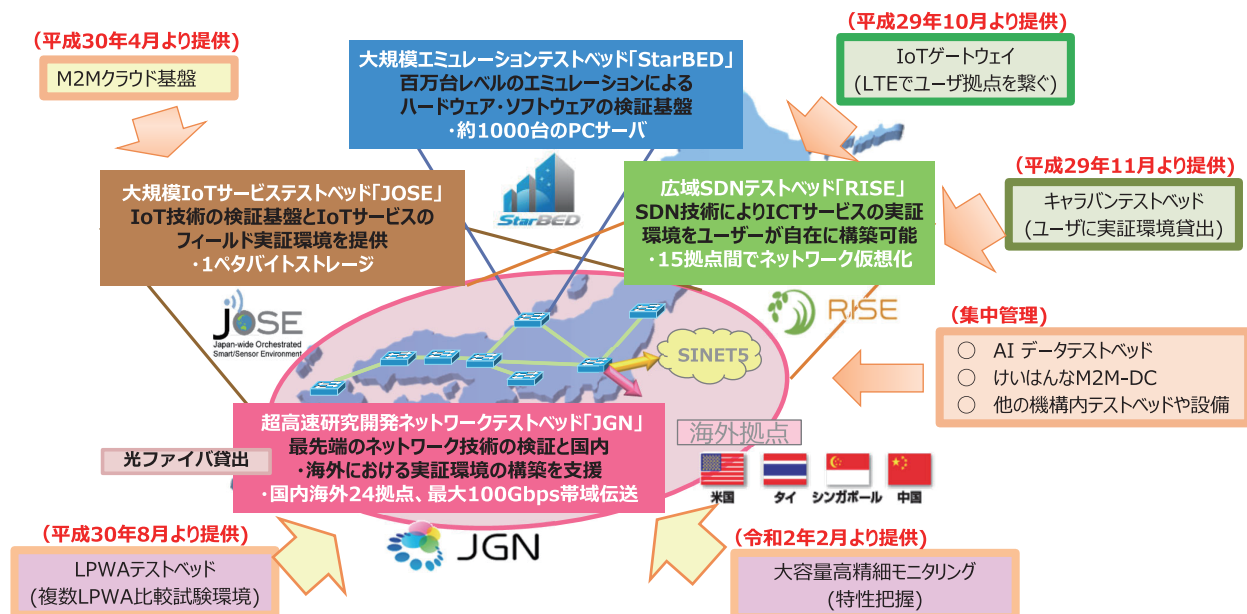 (平成30年4月より提供)
M2Mクラウド基盤
大規模エミュレーションテストベッド「StarBED」
百万台レベルのエミュレーションによる
ハードウェア・ソフトウェアの検証基盤
・約1000台のPCサーバ
(平成29年10月より提供)
IoTゲートウェイ
(LTEでユーザ拠点を繋ぐ)
大規模IoTサービステストベッド「JOSE」
IoT技術の検証基盤とIoTサービスの
フィールド実証環境を提供
・1ペタバイトストレージ
StarBED
広域SDNテストベッド「RISE」
SDN技術によりICTサービスの実証
環境をユーザーが自在に構築可能
・15拠点間でネットワーク仮想化
(平成29年11月より提供)
キャラバンテストベッド
(ユーザに実証環境貸出)
JOSE
Japan-wide Orchestrated
Smart/Sensor Environment
RISE
SINET5
(集中管理)
○ AI データテストベッド
○ けいはんなM2M-DC
○ 他の機構内テストベッドや設備
超高速研究開発ネットワークテストベッド「JGN」
最先端のネットワーク技術の検証と国内
・海外における実証環境の構築を支援
・国内海外24拠点、最大100Gbps帯域伝送
光ファイバ貸出
海外拠点
米国 タイ シンガポール 中国
(平成30年8月より提供)
LPWAテストベッド
(複数LPWA比較試験環境)
JGN
(令和2年2月より提供)
大容量高精細モニタリング
(特性把握)